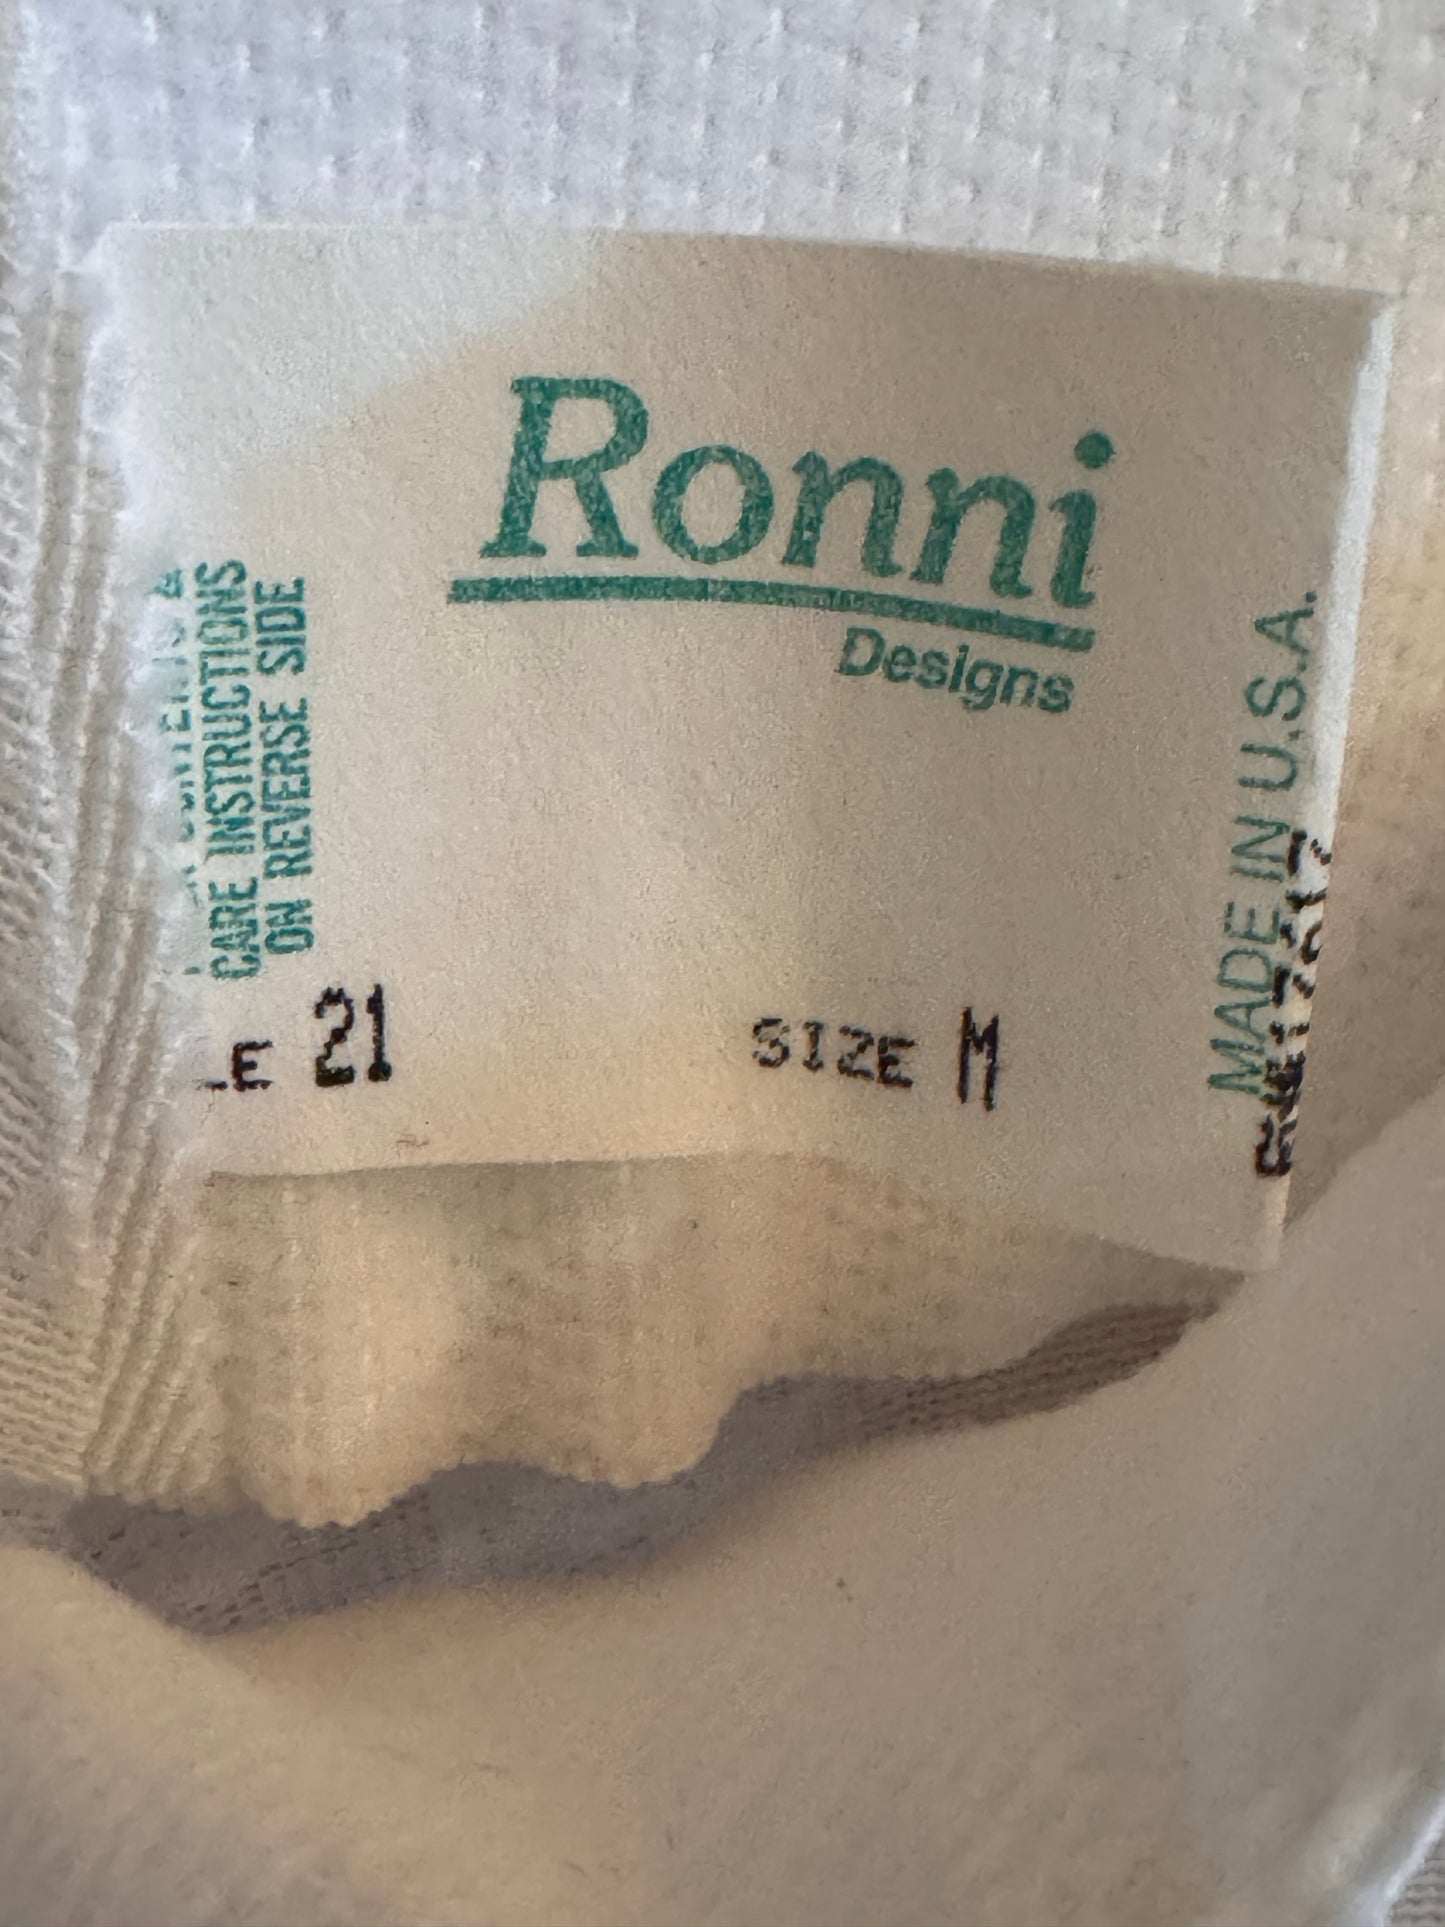 Ronni
Designs
CARE INSTRUCTIONS
ON REVERSE SIDE
21
SIZE M
MADE IN U.S.A.